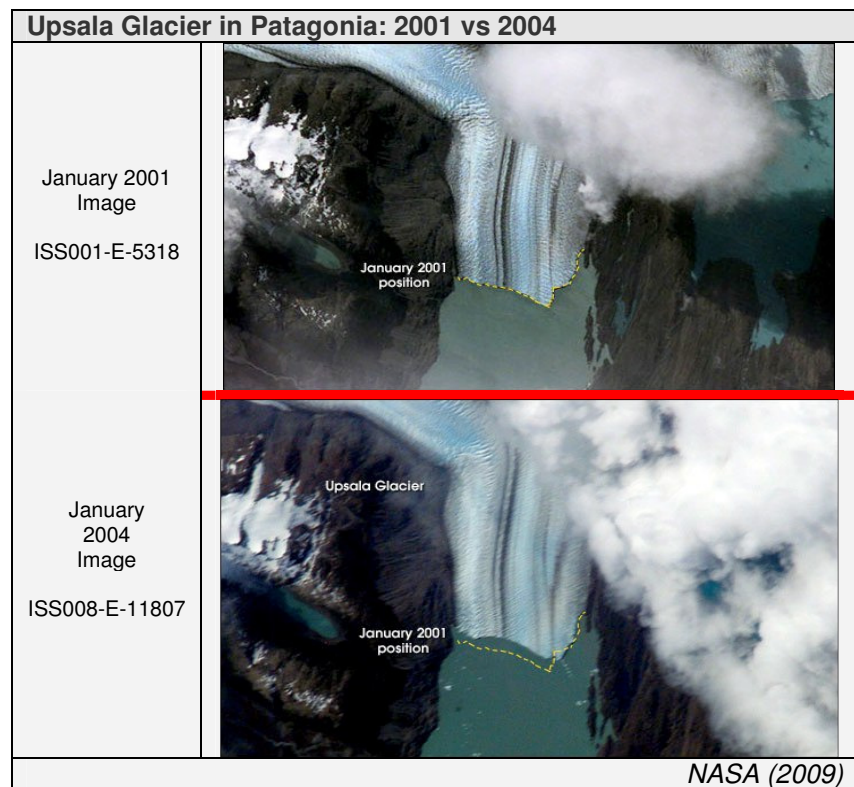 Upsala Glacier in Patagonia: 2001 vs 2004
January 2001
Image
ISS001-E-5318
January 2001
position
January
2004
Image
ISS008-E-11807
Upsala Glacier
January 2001
position
NASA (2009)